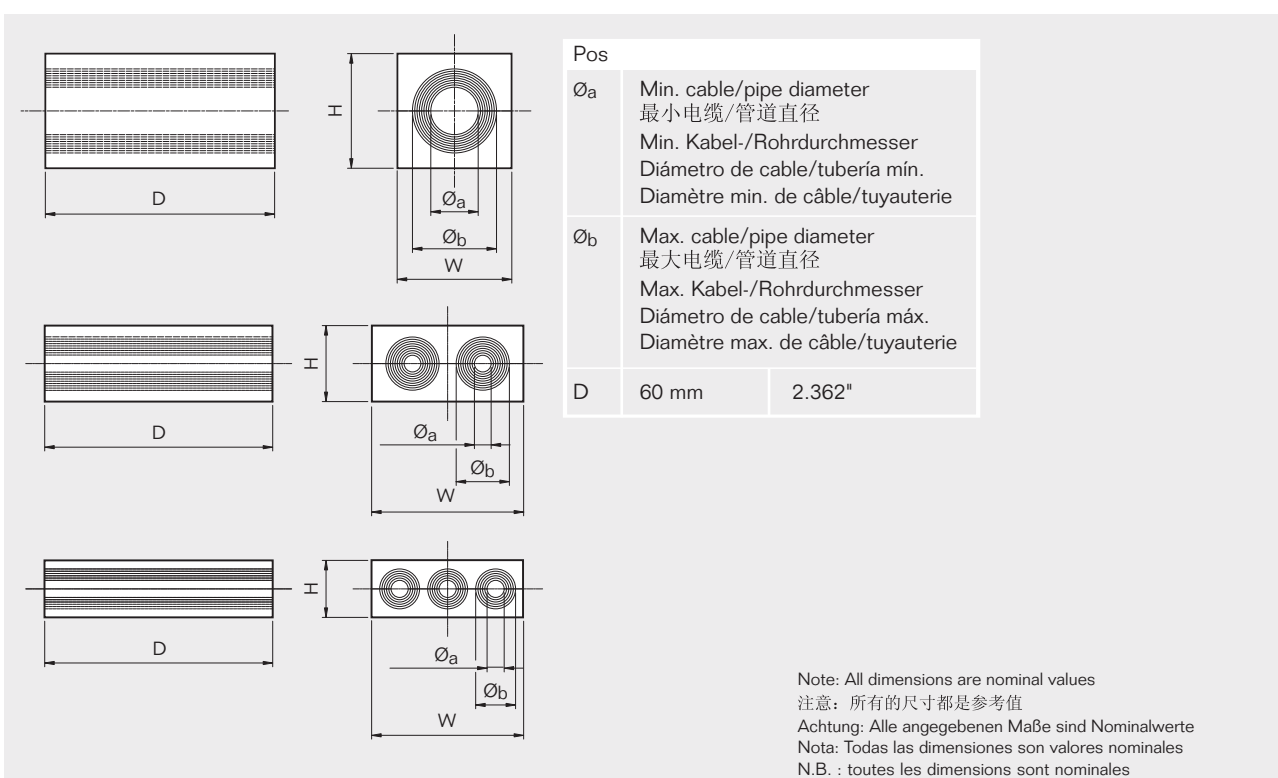 H
D
Øa
Øb
W
H
D
Øa
Øb
W
H
D
Øa
Øb
W
Pos
Øa
Min. cable/pipe diameter
最小电缆/管道直径
Min. Kabel-/Rohrdurchmesser
Diámetro de cable/tubería mín.
Diamètre min. de câble/tuyauterie
Øb
Max. cable/pipe diameter
最大电缆/管道直径
Max. Kabel-/Rohrdurchmesser
Diámetro de cable/tubería máx.
Diamètre max. de câble/tuyauterie
D 60 mm 2.362"
Note: All dimensions are nominal values
注意：所有的尺寸都是参考值
Achtung: Alle angegebenen Maße sind Nominalwerte
Nota: Todas las dimensiones son valores nominales
N.B. : toutes les dimensions sont nominales